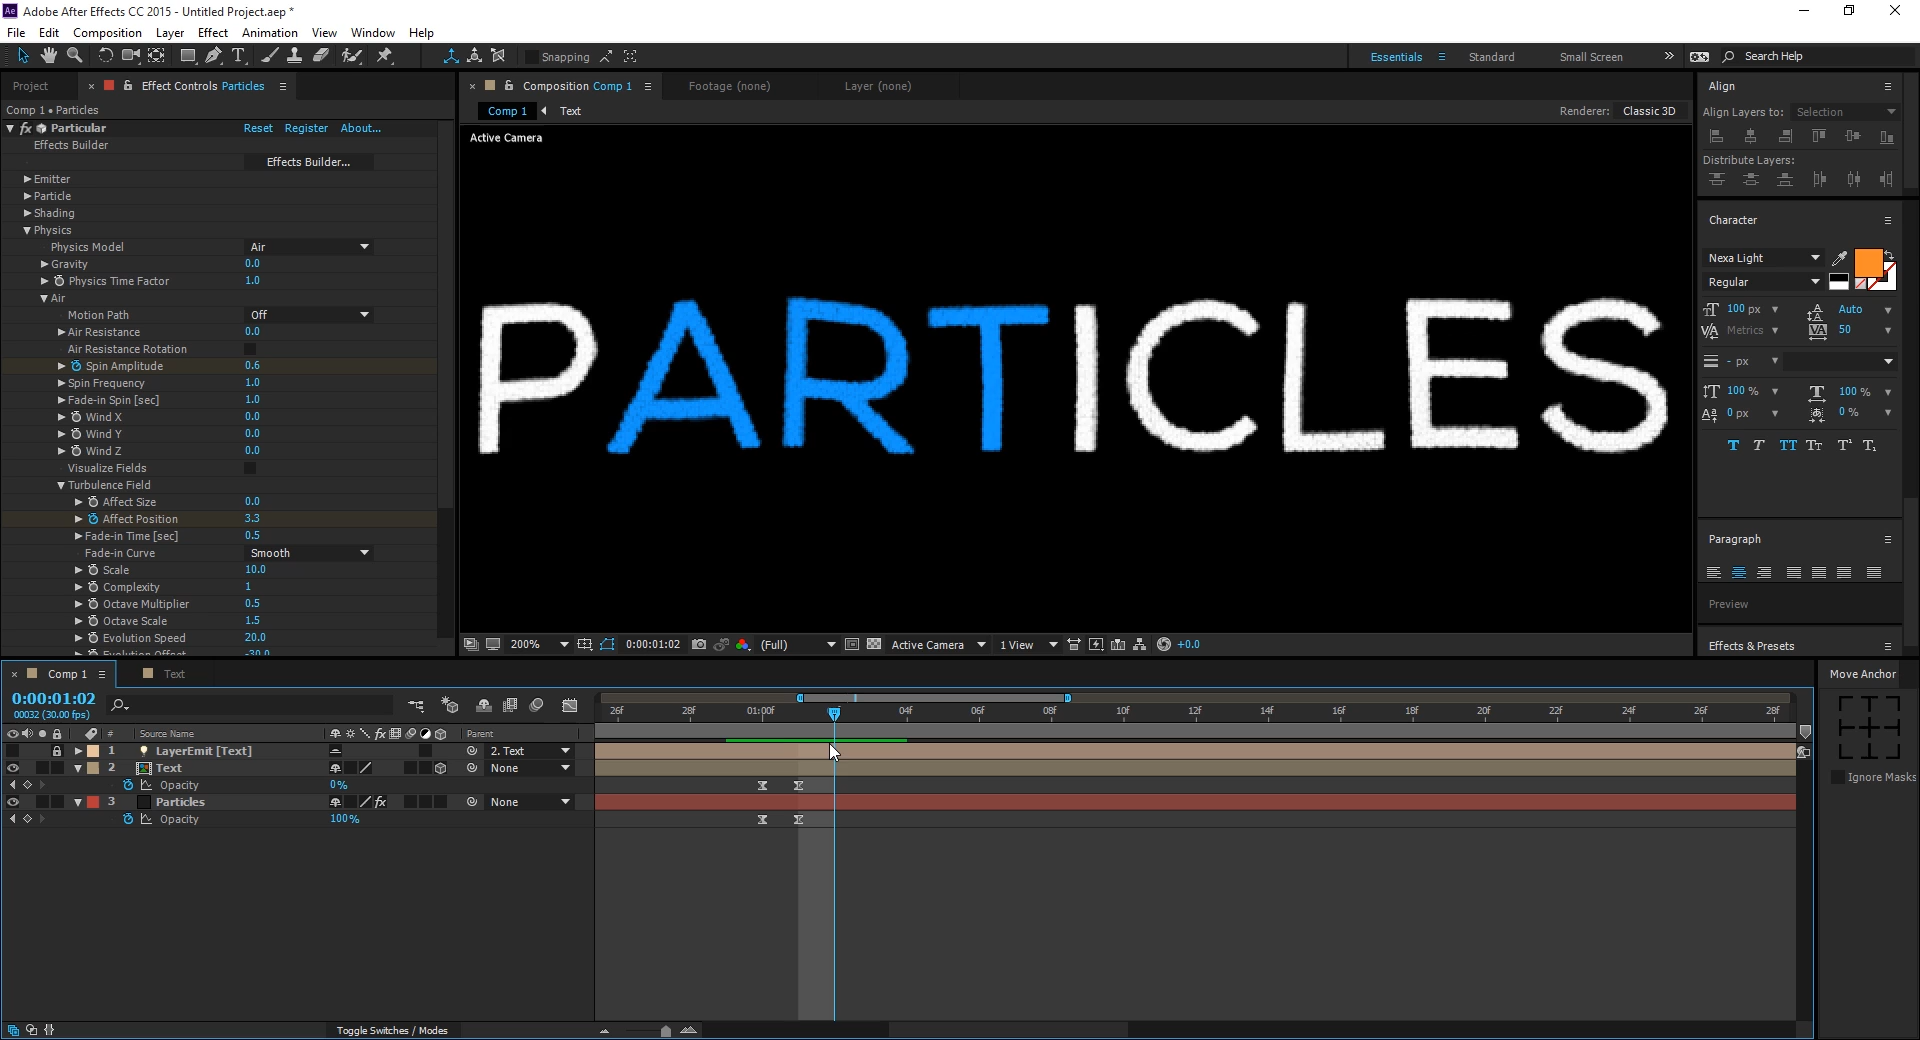 Adobe After Effects CC 2015 - Untitled Project.aep *
File Edit Composition Layer Effect Animation View Window Help
Snapping
Essentials Standard Small Screen Search Help
Project Effect Controls Particles
Comp 1 • Particles
Particular Reset Register About...
Effects Builder
Effects Builder...
Emitter
Particle
Shading
Physics
Physics Model Air
Gravity 0.0
Physics Time Factor 1.0
Air
Motion Path Off
Air Resistance 0.0
Air Resistance Rotation
Spin Amplitude 0.6
Spin Frequency 1.0
Fade-in Spin [sec] 1.0
Wind X 0.0
Wind Y 0.0
Wind Z 0.0
Visualize Fields
Turbulence Field
Affect Size 0.0
Affect Position 3.3
Fade-in Time [sec] 0.5
Fade-in Curve Smooth
Scale 10.0
Complexity 1
Octave Multiplier 0.5
Octave Scale 1.5
Evolution Speed 20.0
Evolution Offset -30.0
Composition Comp 1 Footage (none) Layer (none)
Comp 1 Text
Renderer: Classic 3D
Active Camera
PARTICLES
200% 0:00:01:02 (Full) Active Camera 1 View +0.0
Align
Align Layers to: Selection
Distribute Layers:
Character
Nexa Light
Regular
100 px Auto
Metrics 50
- px
100 % 100 %
0 px 0 %
Paragraph
Preview
Effects & Presets
Comp 1 Text
0:00:01:02
00032 (30.00 fps)
26f 28f 01:00f 04f 06f 08f 10f 12f 14f 16f 18f 20f 22f 24f 26f 28f
# Source Name Parent
1 LayerEmit [Text] 2. Text
2 Text None
Opacity 0%
3 Particles None
Opacity 100%
Toggle Switches / Modes
Move Anchor
Ignore Masks